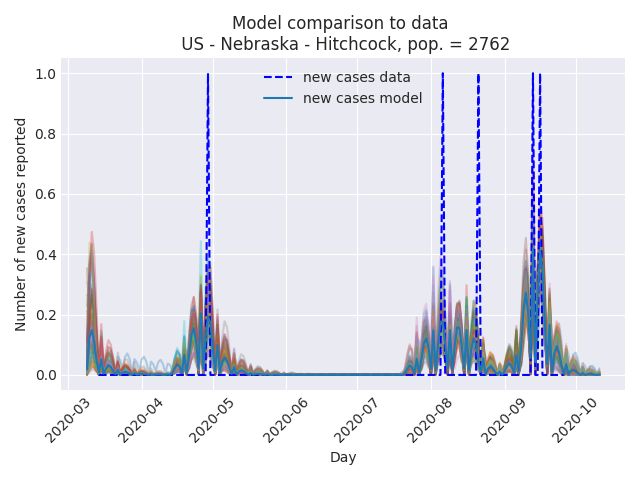 Model comparison to data
US - Nebraska - Hitchcock, pop. = 2762
new cases data
new cases model
Number of new cases reported
1.0
0.8
0.6
0.4
0.2
0.0
2020-03
2020-04
2020-05
2020-06
2020-07
2020-08
2020-09
2020-10
Day